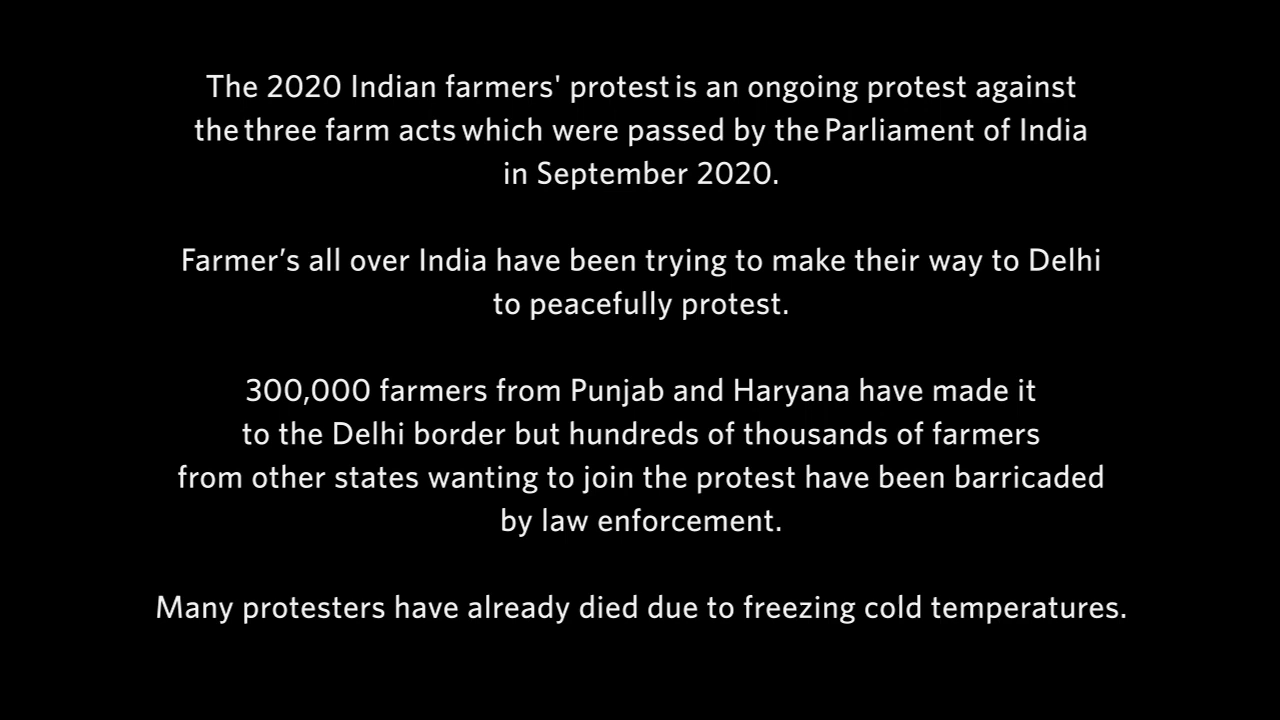 The 2020 Indian farmers' protest is an ongoing protest against
the three farm acts which were passed by the Parliament of India
in September 2020.
Farmer’s all over India have been trying to make their way to Delhi
to peacefully protest.
300,000 farmers from Punjab and Haryana have made it
to the Delhi border but hundreds of thousands of farmers
from other states wanting to join the protest have been barricaded
by law enforcement.
Many protesters have already died due to freezing cold temperatures.